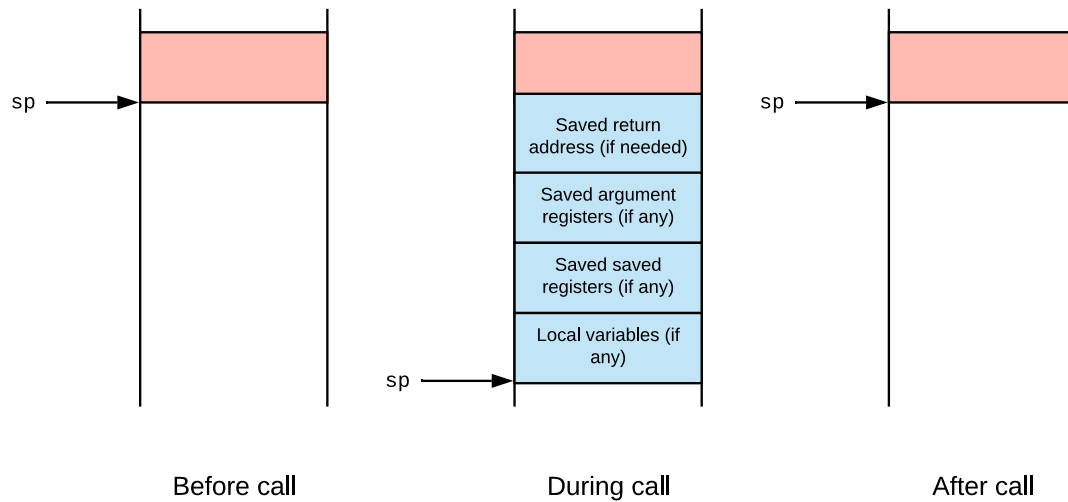 sp
Before call
Saved return
address (if needed)
Saved argument
registers (if any)
Saved saved
registers (if any)
Local variables (if
any)
sp
During call
sp
After call